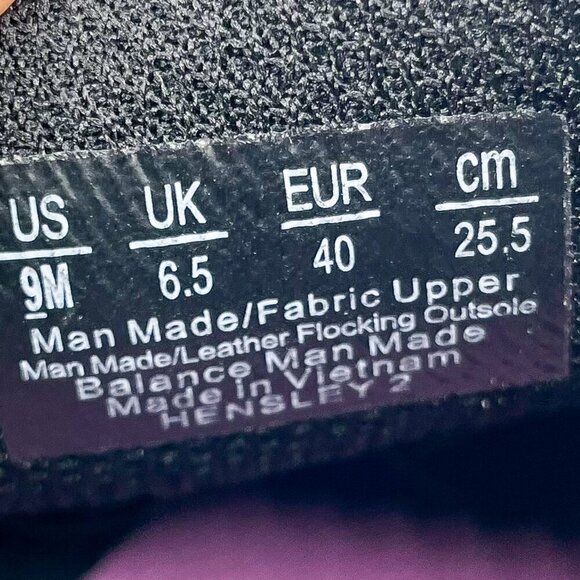 US UK EUR cm
9M 6.5 40 25.5
Man Made/Fabric Upper
Man Made/Leather Flocking Outsole
Balance Man Made
Made in Vietnam
HENSLEY 2